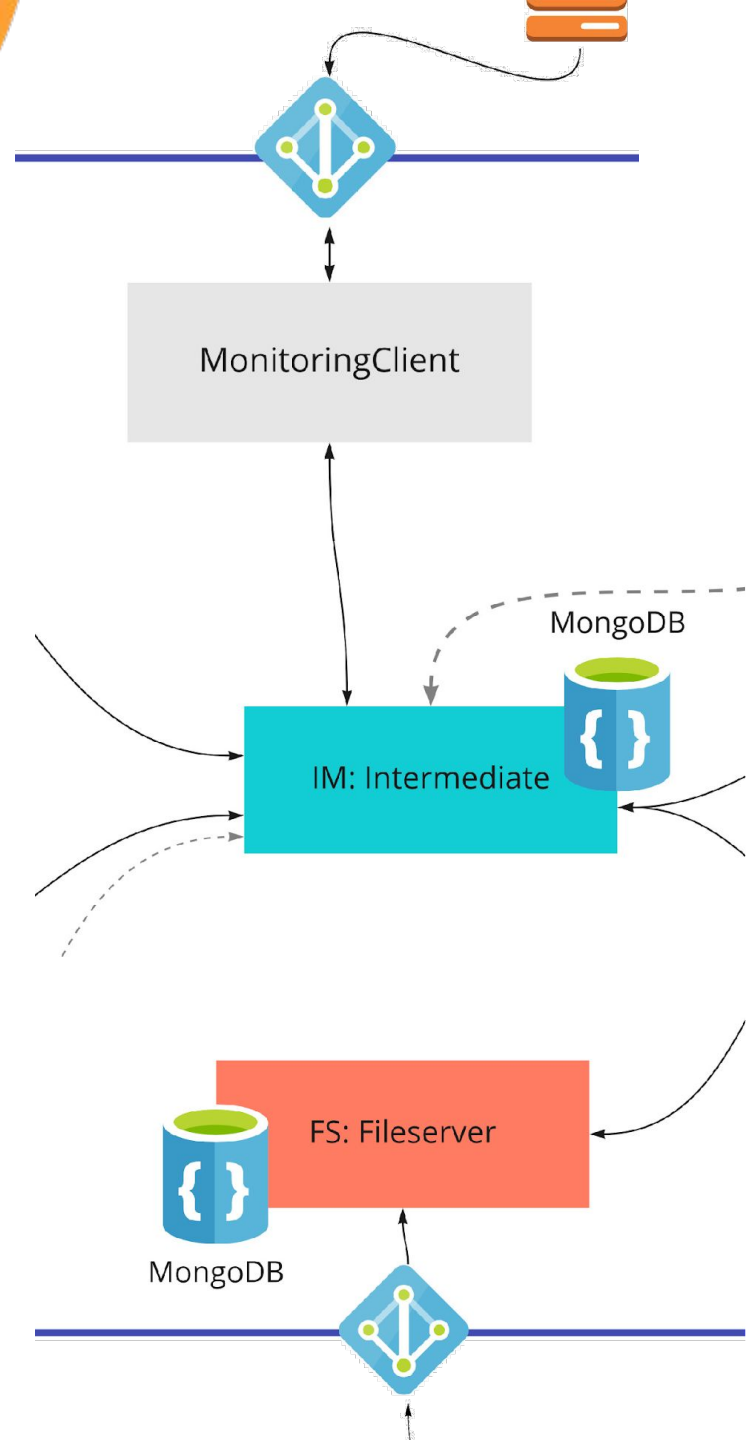 MonitoringClient
MongoDB
{ }
IM: Intermediate
FS: Fileserver
{ }
MongoDB